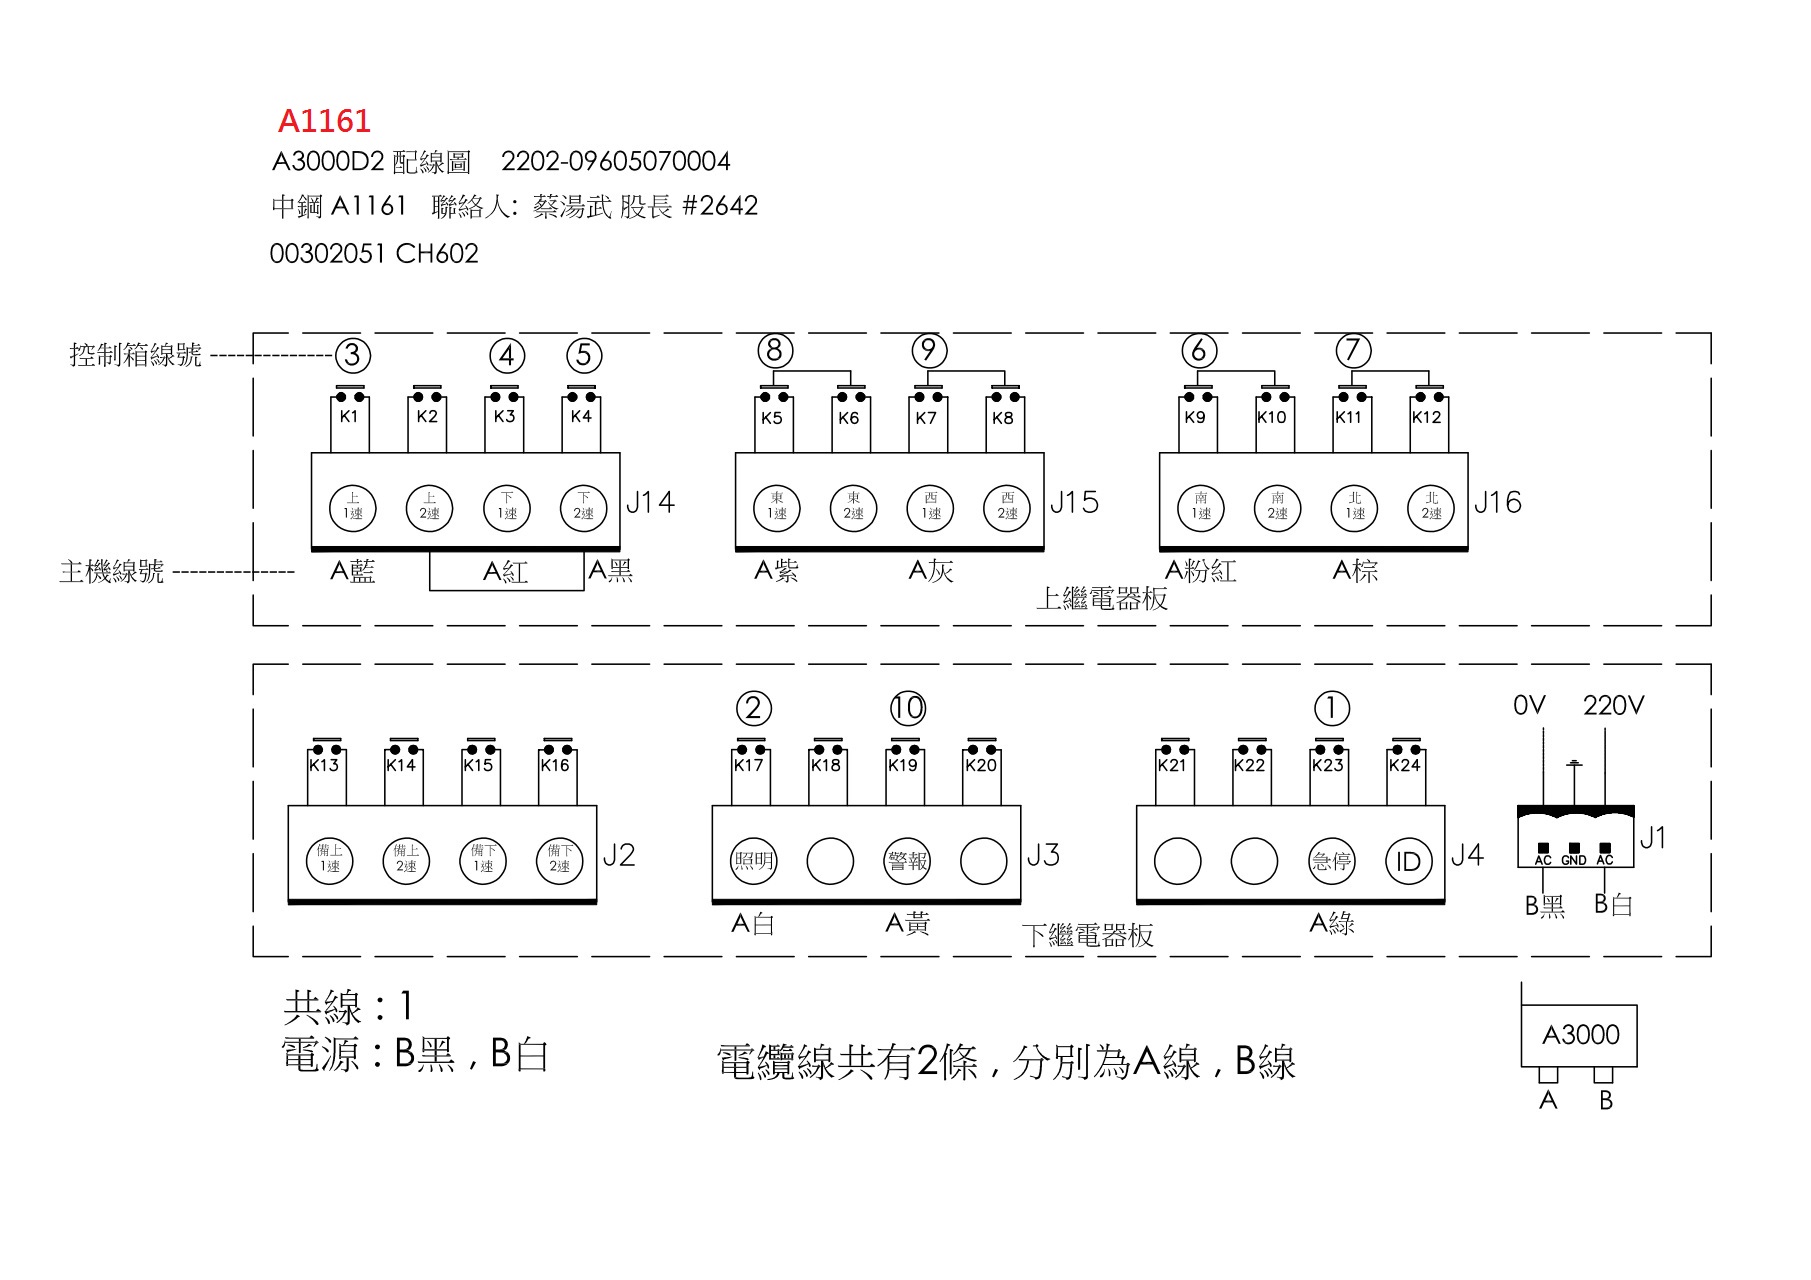 A1161
A3000D2 配線圖 2202-09605070004
中鋼 A1161 聯絡人: 蔡湯武 股長 #2642
00302051 CH602
控制箱線號 ③ ④ ⑤ ⑧ ⑨ ⑥ ⑦
K1 K2 K3 K4 K5 K6 K7 K8 K9 K10 K11 K12
上1速 上2速 下1速 下2速 J14 東1速 東2速 西1速 西2速 J15 南1速 南2速 北1速 北2速 J16
主機線號 A藍 A紅 A黑 A紫 A灰 A粉紅 A棕
上繼電器板
② ⑩ ① 0V 220V
K13 K14 K15 K16 K17 K18 K19 K20 K21 K22 K23 K24
備上1速 備上2速 備下1速 備下2速 J2 照明 警報 J3 急停 ID J4 AC GND AC J1
A白 A黃 A綠 B黑 B白
下繼電器板
共線 : 1
電源 : B黑 , B白
電纜線共有2條 , 分別為A線 , B線
A3000
A B